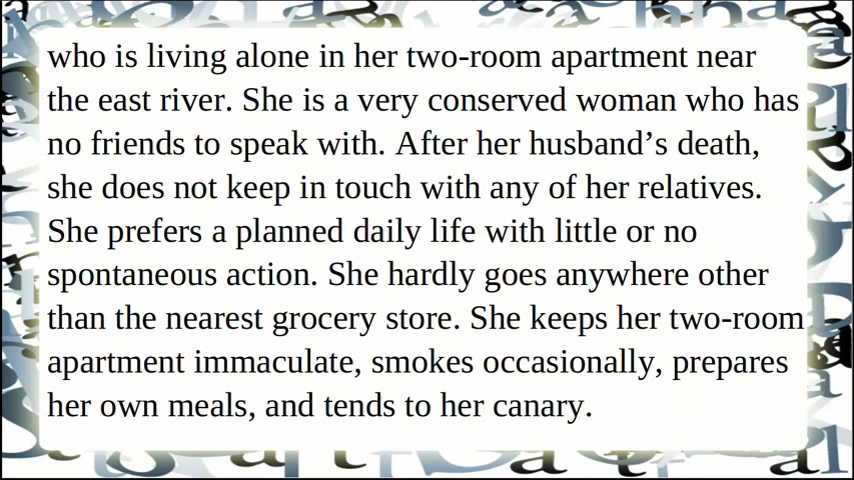 who is living alone in her two-room apartment near
the east river. She is a very conserved woman who has
no friends to speak with. After her husband’s death,
she does not keep in touch with any of her relatives.
She prefers a planned daily life with little or no
spontaneous action. She hardly goes anywhere other
than the nearest grocery store. She keeps her two-room
apartment immaculate, smokes occasionally, prepares
her own meals, and tends to her canary.